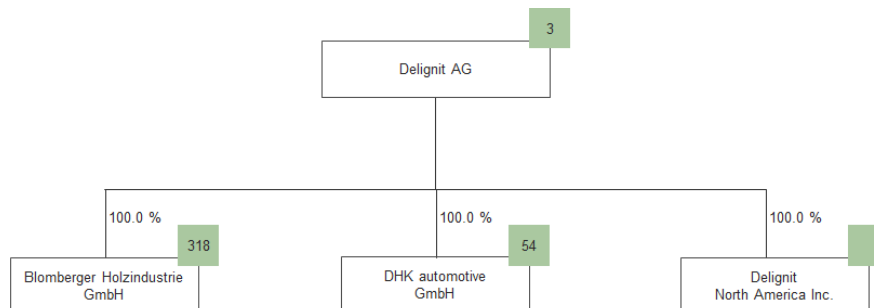 3
Delignit AG
100.0 %
100.0 %
100.0 %
318
54
Blomberger Holzindustrie
GmbH
DHK automotive
GmbH
Delignit
North America Inc.